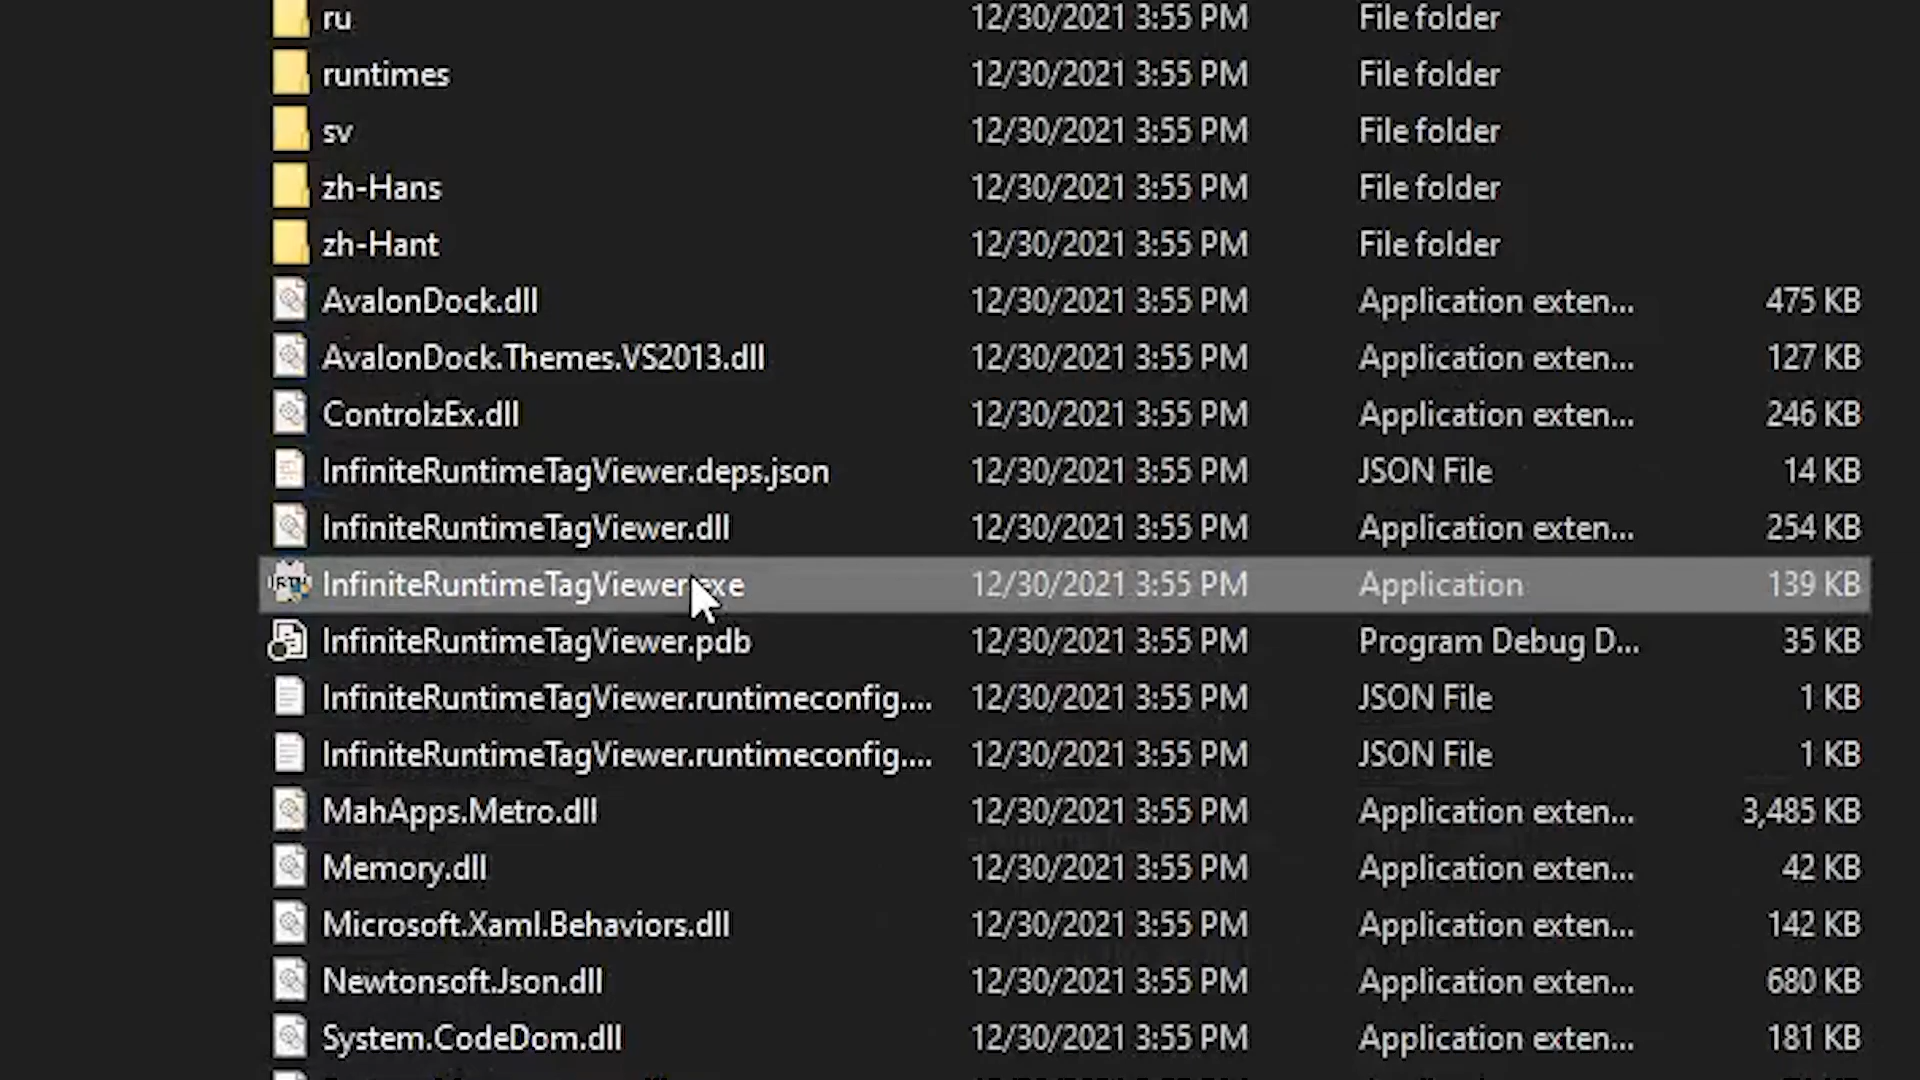 ru 12/30/2021 3:55 PM File folder
runtimes 12/30/2021 3:55 PM File folder
sv 12/30/2021 3:55 PM File folder
zh-Hans 12/30/2021 3:55 PM File folder
zh-Hant 12/30/2021 3:55 PM File folder
AvalonDock.dll 12/30/2021 3:55 PM Application exten... 475 KB
AvalonDock.Themes.VS2013.dll 12/30/2021 3:55 PM Application exten... 127 KB
ControlzEx.dll 12/30/2021 3:55 PM Application exten... 246 KB
InfiniteRuntimeTagViewer.deps.json 12/30/2021 3:55 PM JSON File 14 KB
InfiniteRuntimeTagViewer.dll 12/30/2021 3:55 PM Application exten... 254 KB
InfiniteRuntimeTagViewer.exe 12/30/2021 3:55 PM Application 139 KB
InfiniteRuntimeTagViewer.pdb 12/30/2021 3:55 PM Program Debug D... 35 KB
InfiniteRuntimeTagViewer.runtimeconfig.... 12/30/2021 3:55 PM JSON File 1 KB
InfiniteRuntimeTagViewer.runtimeconfig.... 12/30/2021 3:55 PM JSON File 1 KB
MahApps.Metro.dll 12/30/2021 3:55 PM Application exten... 3,485 KB
Memory.dll 12/30/2021 3:55 PM Application exten... 42 KB
Microsoft.Xaml.Behaviors.dll 12/30/2021 3:55 PM Application exten... 142 KB
Newtonsoft.Json.dll 12/30/2021 3:55 PM Application exten... 680 KB
System.CodeDom.dll 12/30/2021 3:55 PM Application exten... 181 KB